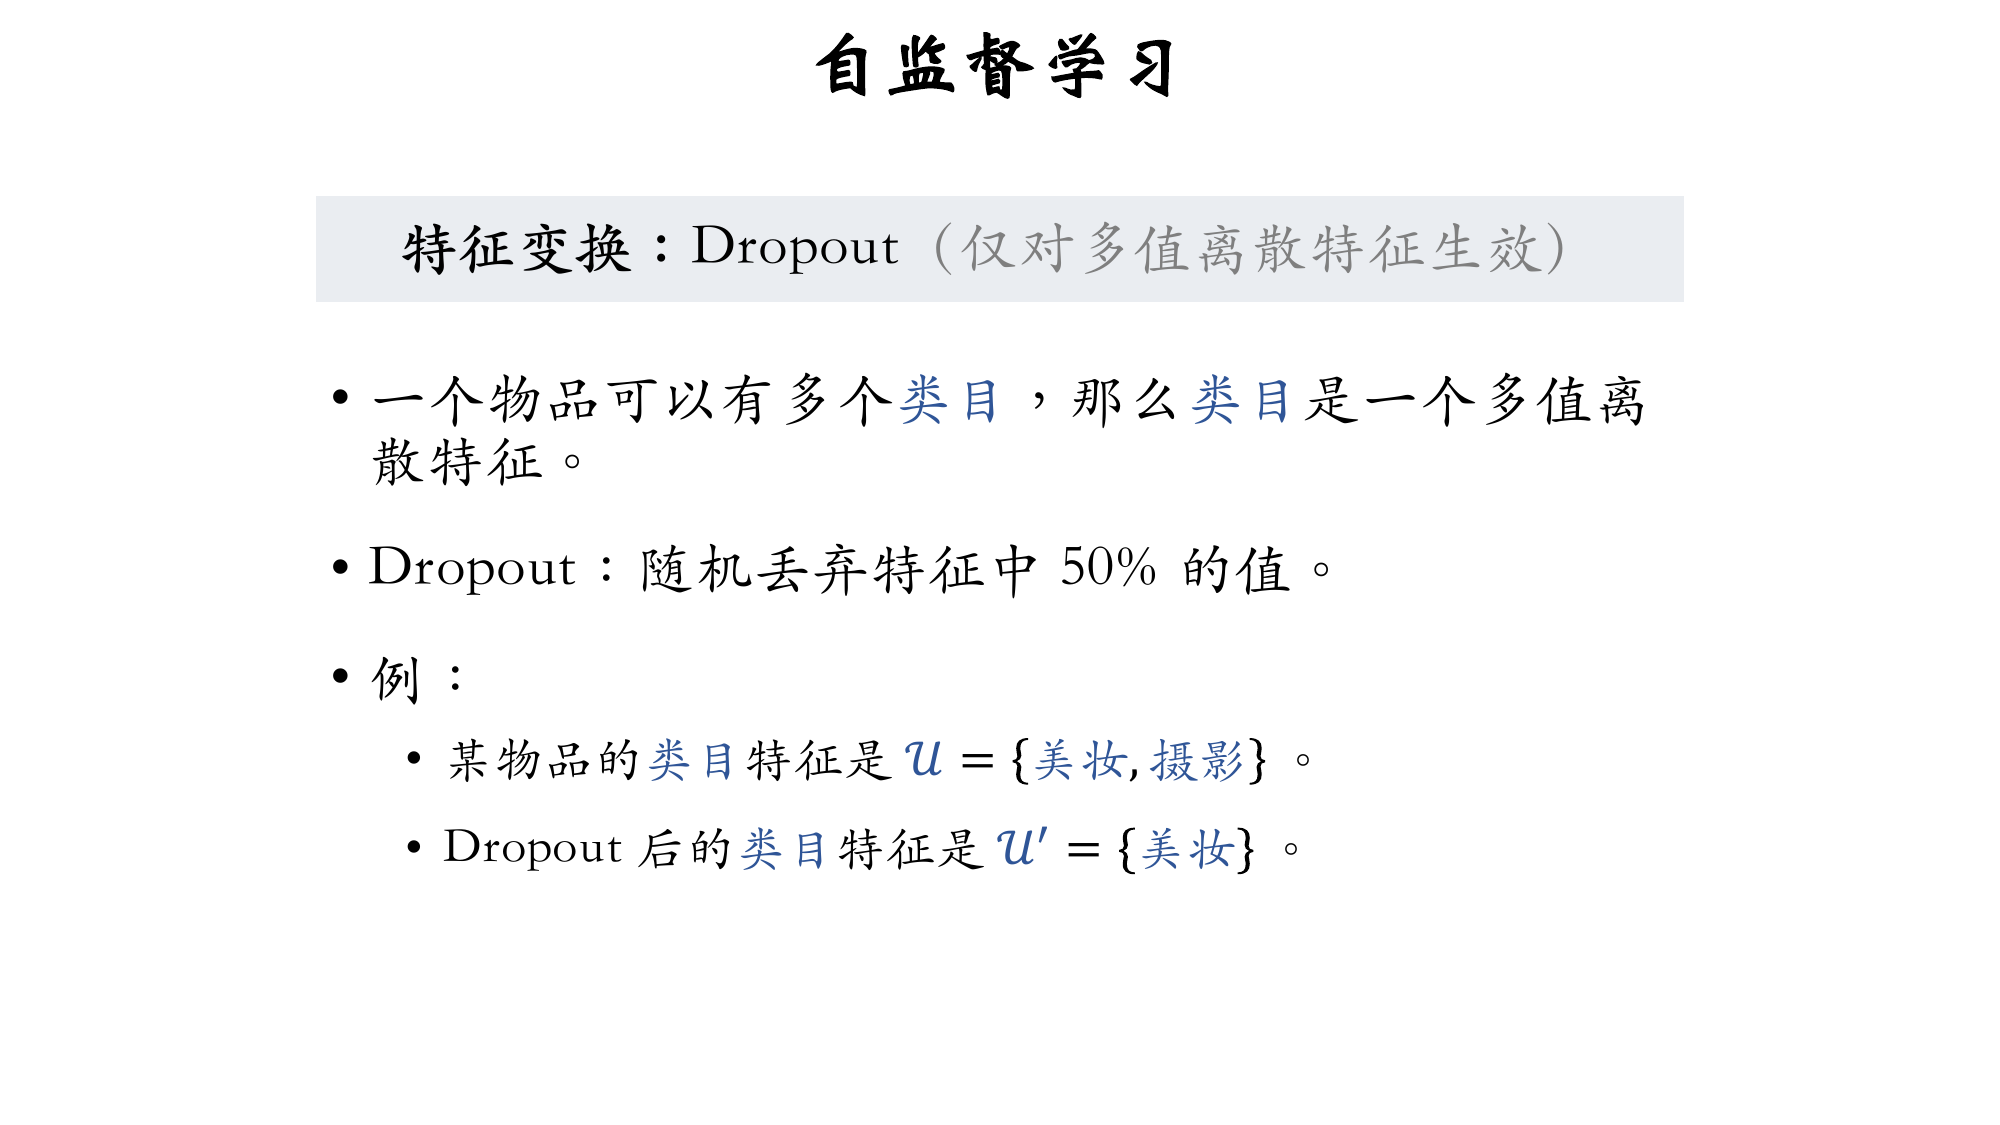 自监督学习
特征变换：Dropout（仅对多值离散特征生效）
• 一个物品可以有多个类目，那么类目是一个多值离
散特征。
• Dropout：随机丢弃特征中 50% 的值。
• 例：
• 某物品的类目特征是 𝒰 = {美妆, 摄影}。
• Dropout 后的类目特征是 𝒰′ = {美妆}。